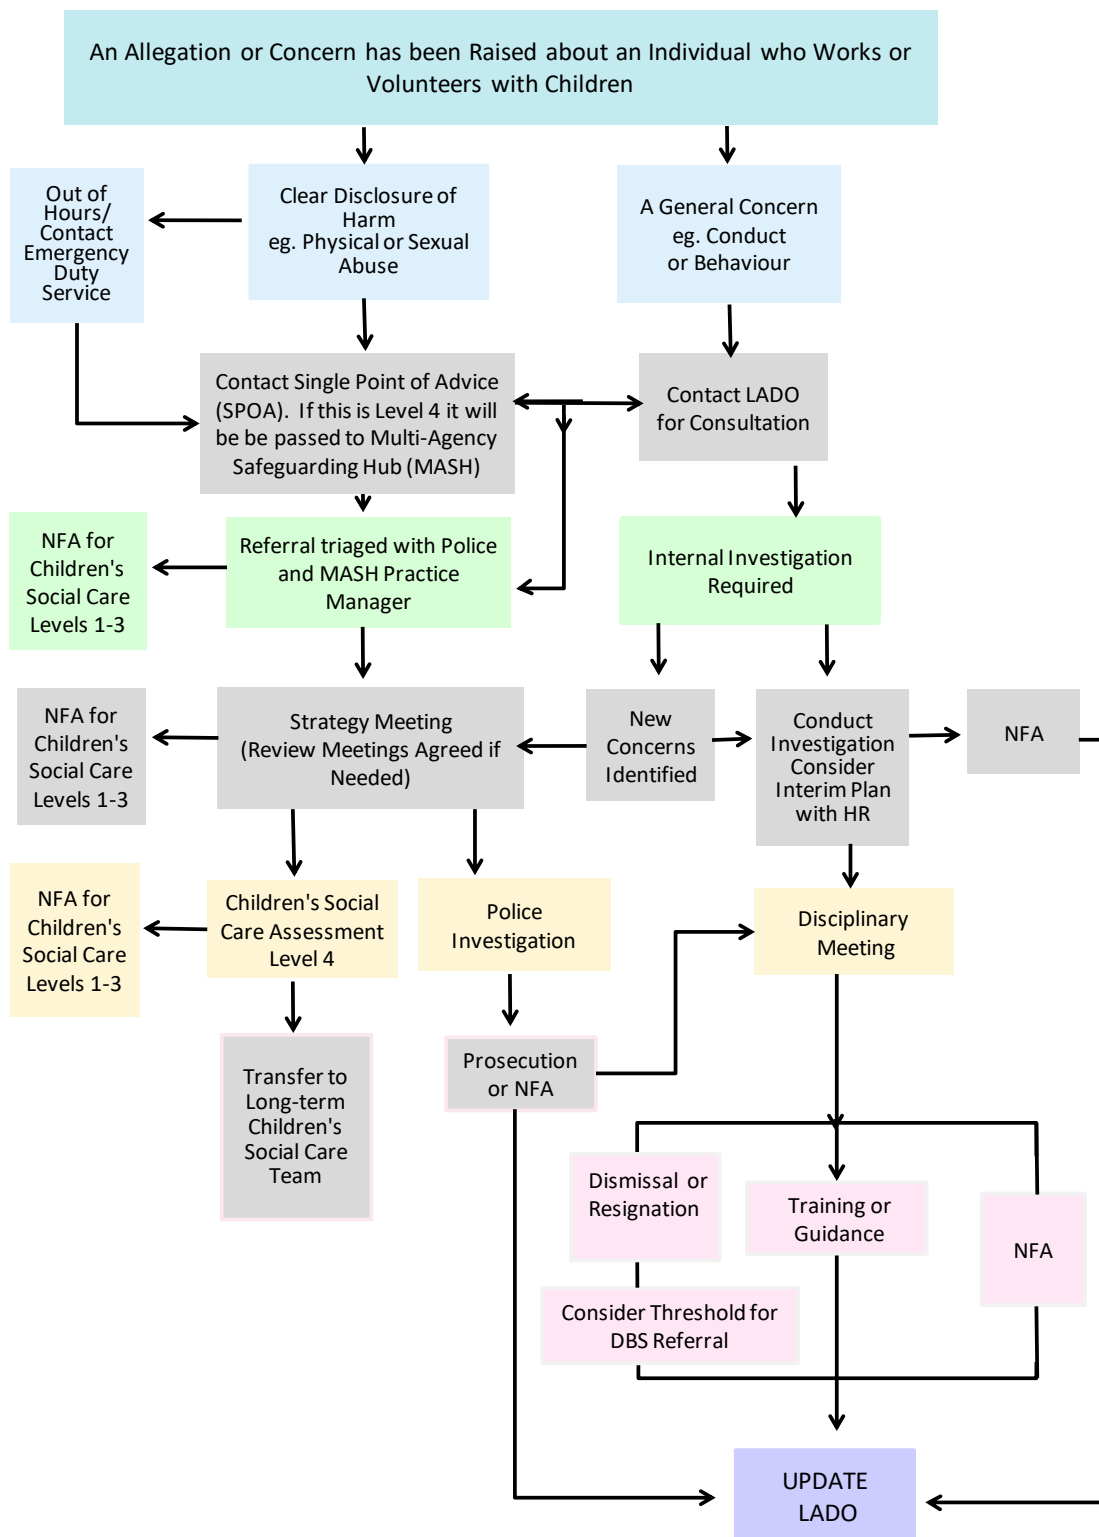 An Allegation or Concern has been Raised about an Individual who Works or
Volunteers with Children
Out of
Hours/
Contact
Emergency
Duty
Service
Clear Disclosure of
Harm
eg. Physical or Sexual
Abuse
A General Concern
eg. Conduct
or Behaviour
Contact Single Point of Advice
(SPOA). If this is Level 4 it will
be be passed to Multi-Agency
Safeguarding Hub (MASH)
Contact LADO
for Consultation
NFA for
Children's
Social Care
Levels 1-3
Referral triaged with Police
and MASH Practice
Manager
Internal Investigation
Required
NFA for
Children's
Social Care
Levels 1-3
Strategy Meeting
(Review Meetings Agreed if
Needed)
New
Concerns
Identified
Conduct
Investigation
Consider
Interim Plan
with HR
NFA
NFA for
Children's
Social Care
Levels 1-3
Children's Social
Care Assessment
Level 4
Police
Investigation
Disciplinary
Meeting
Transfer to
Long-term
Children's
Social Care
Team
Prosecution
or NFA
Dismissal or
Resignation
Training or
Guidance
NFA
Consider Threshold for
DBS Referral
UPDATE
LADO